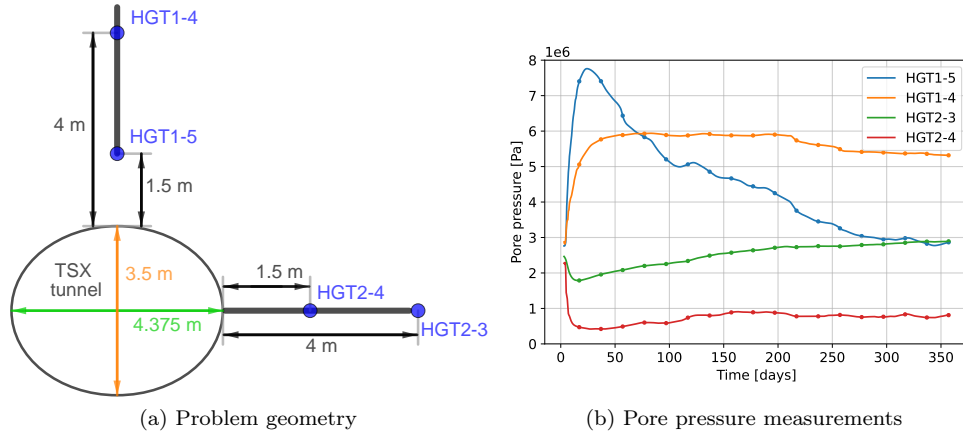 HGT1-4
4 m
HGT1-5
1.5 m
TSX
tunnel
3.5 m
4.375 m
1.5 m
HGT2-4
HGT2-3
4 m
(a) Problem geometry
1e6
8
7
6
5
4
3
2
1
0
Pore pressure [Pa]
HGT1-5
HGT1-4
HGT2-3
HGT2-4
0 50 100 150 200 250 300 350
Time [days]
(b) Pore pressure measurements